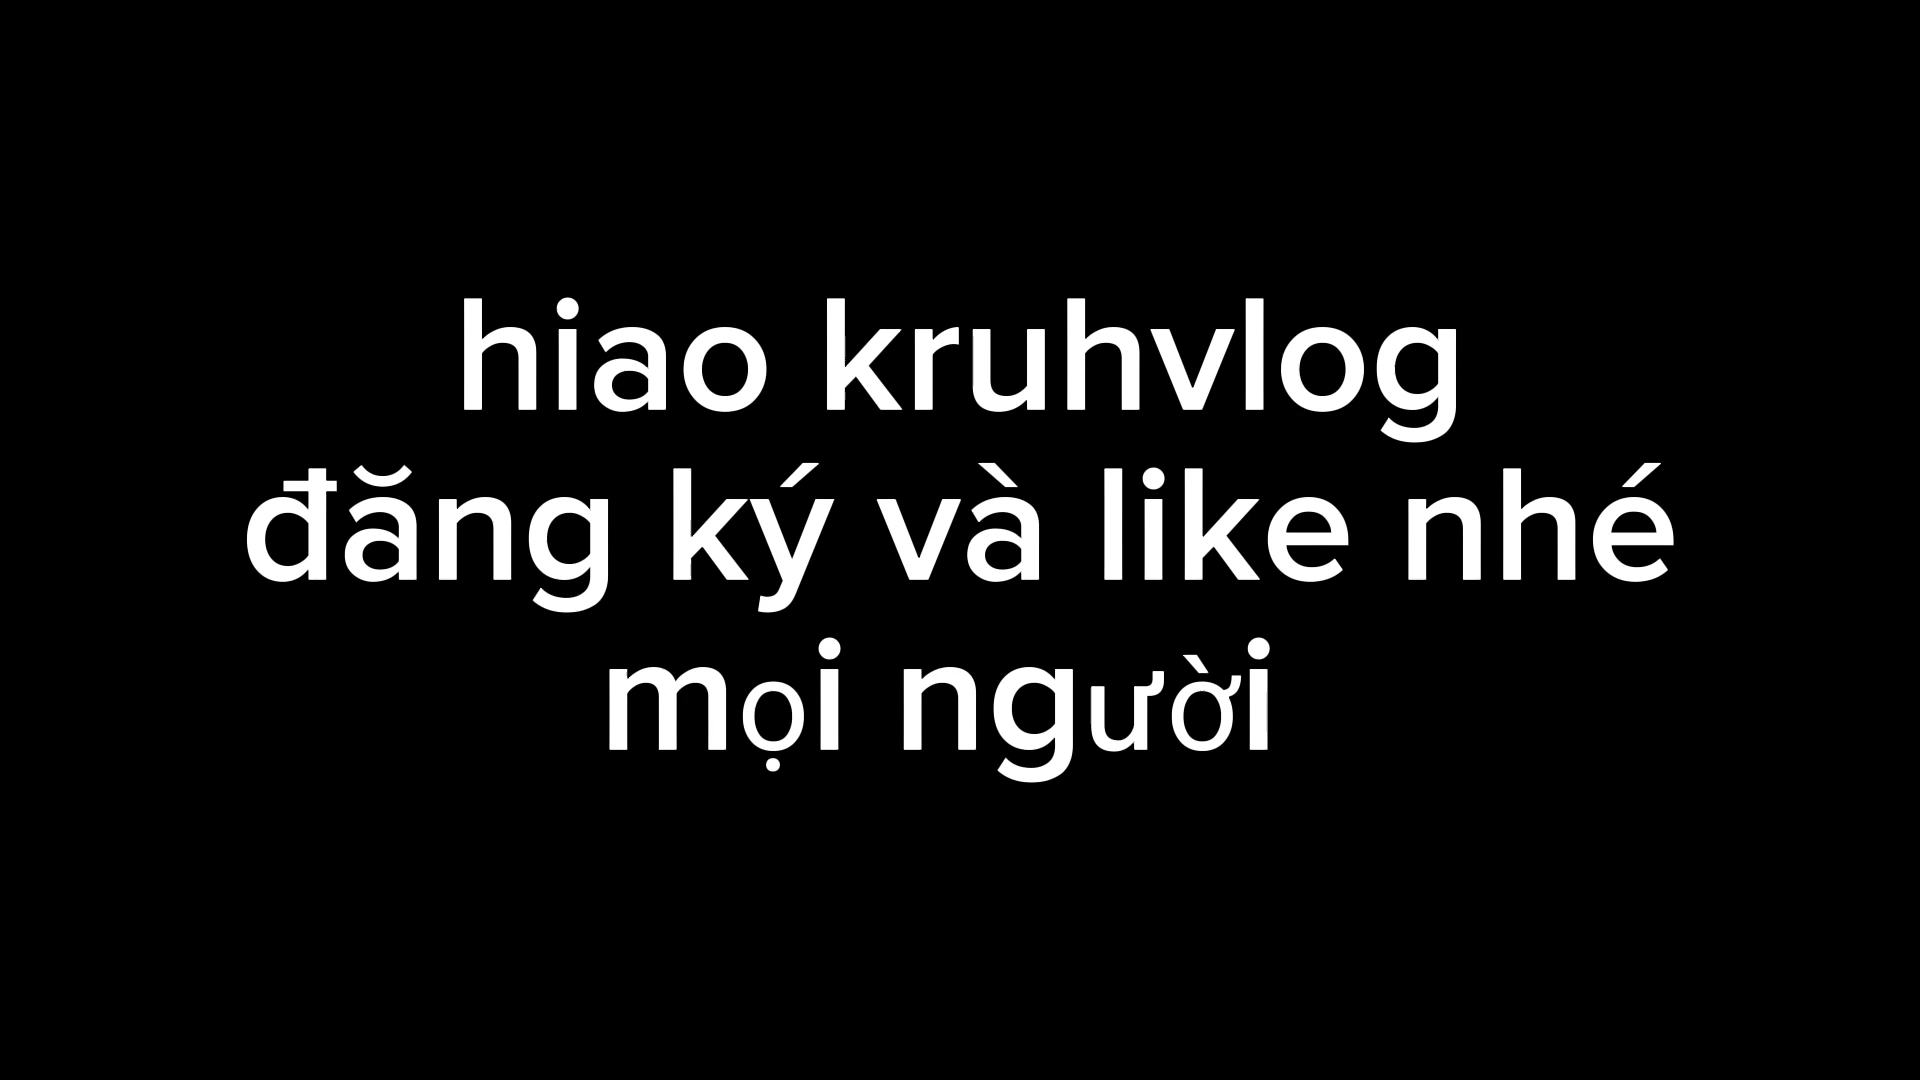 hiao kruhvlog
đăng ký và like nhé
mọi người